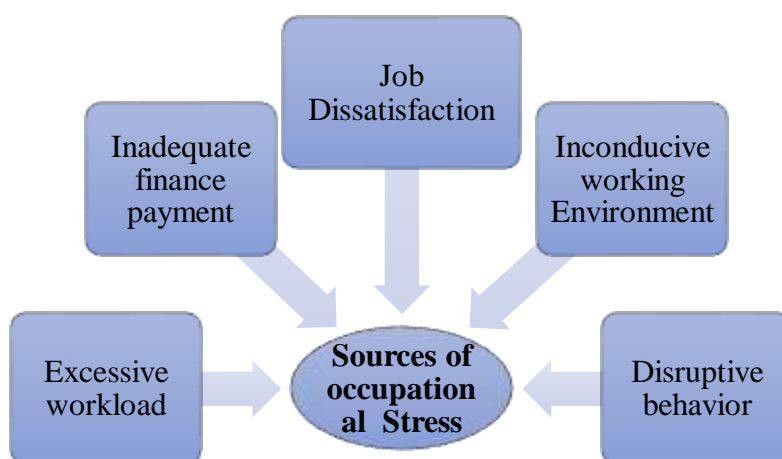 Job
Dissatisfaction
Inadequate
finance
payment
Inconducive
working
Environment
Excessive
workload
Sources of
occupation
al Stress
Disruptive
behavior